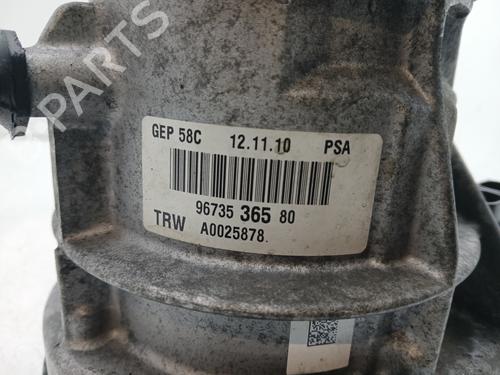 PARTS
GEP 58C 12.11.10 PSA
96735 365 80
TRW A0025878.